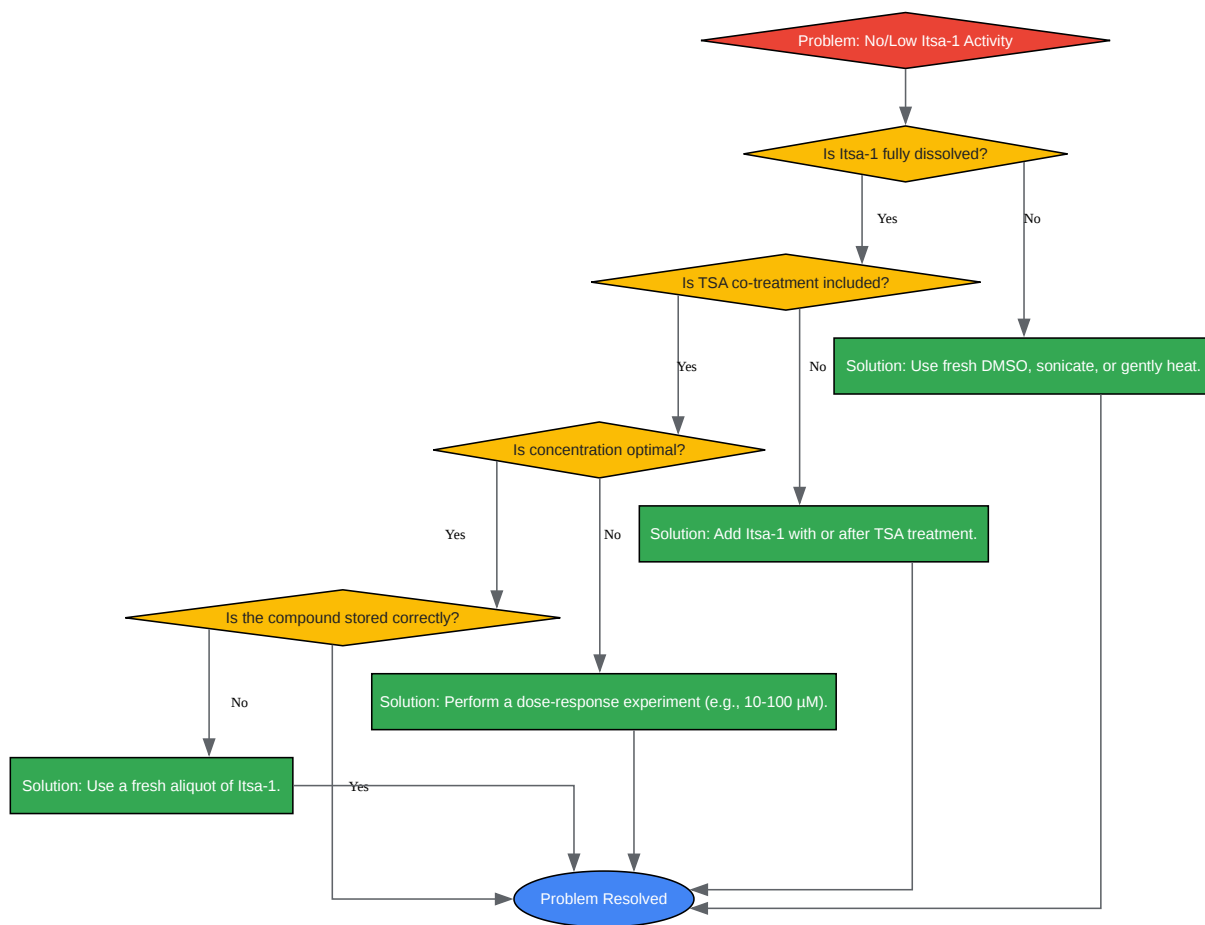 Problem: No/Low Itsa-1 Activity
Is Itsa-1 fully dissolved?
Yes
No
Is TSA co-treatment included?
Yes
No
Solution: Use fresh DMSO, sonicate, or gently heat.
Is concentration optimal?
Yes
No
Solution: Add Itsa-1 with or after TSA treatment.
Is the compound stored correctly?
No
Solution: Perform a dose-response experiment (e.g., 10-100 µM).
Solution: Use a fresh aliquot of Itsa-1.
Yes
Problem Resolved